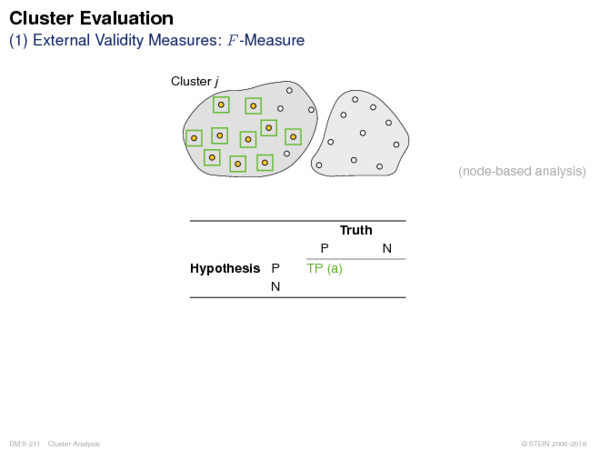 Cluster Evaluation
(1) External Validity Measures: F-Measure
Cluster j
(node-based analysis)
Truth
P N
Hypothesis P TP (a)
N
DM:II-211 Cluster Analysis © STEIN 2006-2018